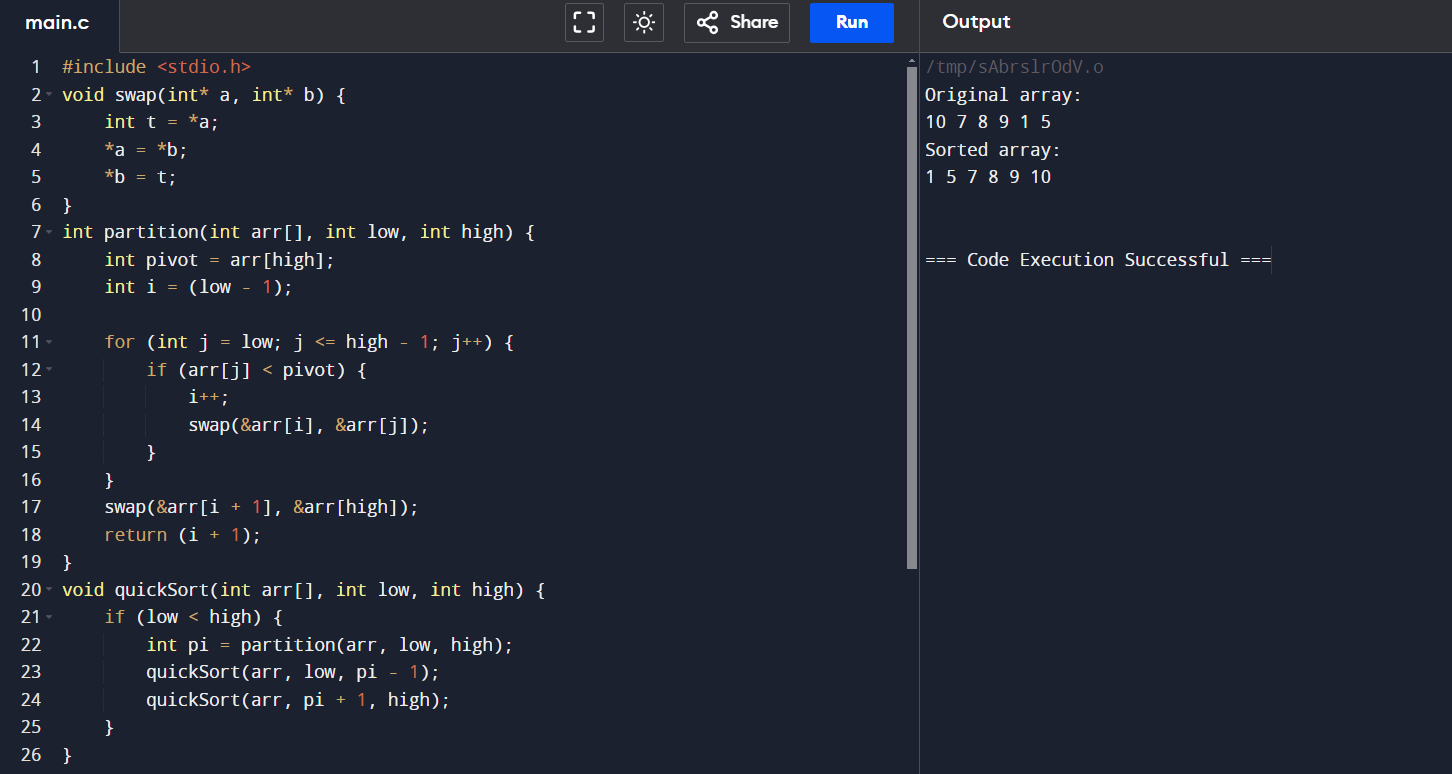 main.c
Share
Run
Output
1 #include <stdio.h>
2 void swap(int* a, int* b) {
3     int t = *a;
4     *a = *b;
5     *b = t;
6 }
7 int partition(int arr[], int low, int high) {
8     int pivot = arr[high];
9     int i = (low - 1);
10
11     for (int j = low; j <= high - 1; j++) {
12         if (arr[j] < pivot) {
13             i++;
14             swap(&arr[i], &arr[j]);
15         }
16     }
17     swap(&arr[i + 1], &arr[high]);
18     return (i + 1);
19 }
20 void quickSort(int arr[], int low, int high) {
21     if (low < high) {
22         int pi = partition(arr, low, high);
23         quickSort(arr, low, pi - 1);
24         quickSort(arr, pi + 1, high);
25     }
26 }
/tmp/sAbrslrOdV.o
Original array:
10 7 8 9 1 5
Sorted array:
1 5 7 8 9 10
=== Code Execution Successful ===